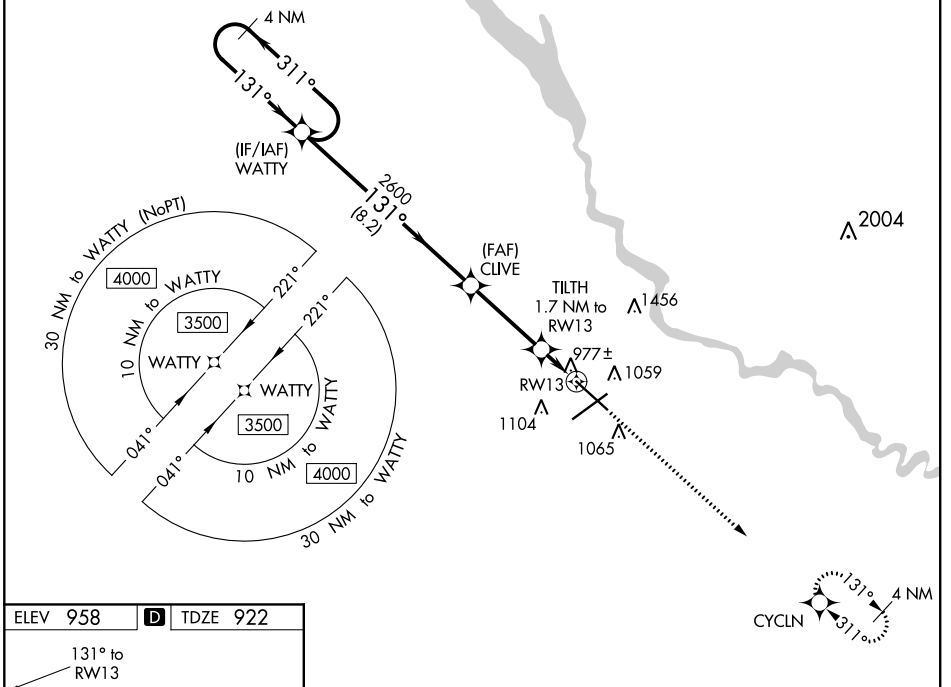 4 NM
311°
131°
(IF/IAF)
WATTY
2600
131°
(8.2)
(FAF)
CLIVE
TILTH
1.7 NM to
RW13
2004
1456
977±
RW13
1059
1104
1065
30 NM to WATTY (NoPT)
4000
10 NM to WATTY
3500
221°
WATTY
041°
221°
WATTY
3500
041°
10 NM to WATTY
4000
30 NM to WATTY
131°
4 NM
311°
CYCLN
ELEV 958 D TDZE 922
131° to
RW13